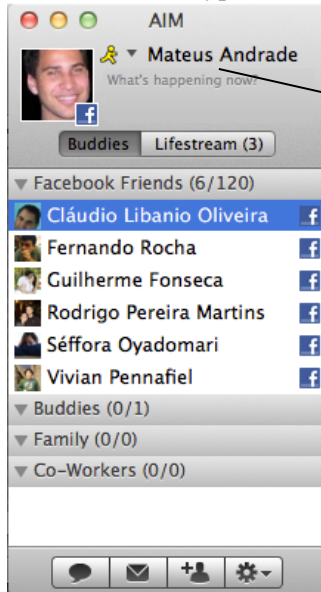 AIM
Mateus Andrade
What's happening now?
Buddies Lifestream (3)
Facebook Friends (6/120)
Cláudio Libanio Oliveira
Fernando Rocha
Guilherme Fonseca
Rodrigo Pereira Martins
Séffora Oyadomari
Vivian Pennafiel
Buddies (0/1)
Family (0/0)
Co-Workers (0/0)